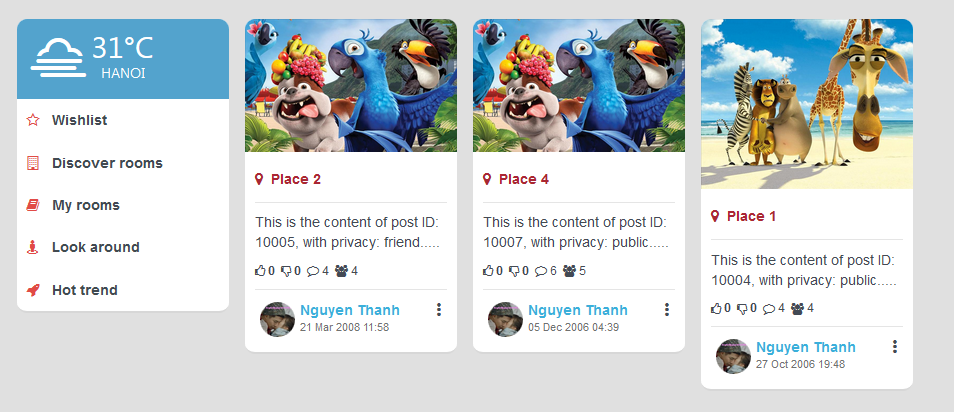 31°C
HANOI
Wishlist
Discover rooms
My rooms
Look around
Hot trend
Place 2
This is the content of post ID:
10005, with privacy: friend.....
0 0 4 4
Nguyen Thanh
21 Mar 2008 11:58
Place 4
This is the content of post ID:
10007, with privacy: public.....
0 0 6 5
Nguyen Thanh
05 Dec 2006 04:39
Place 1
This is the content of post ID:
10004, with privacy: public.....
0 0 4 4
Nguyen Thanh
27 Oct 2006 19:48